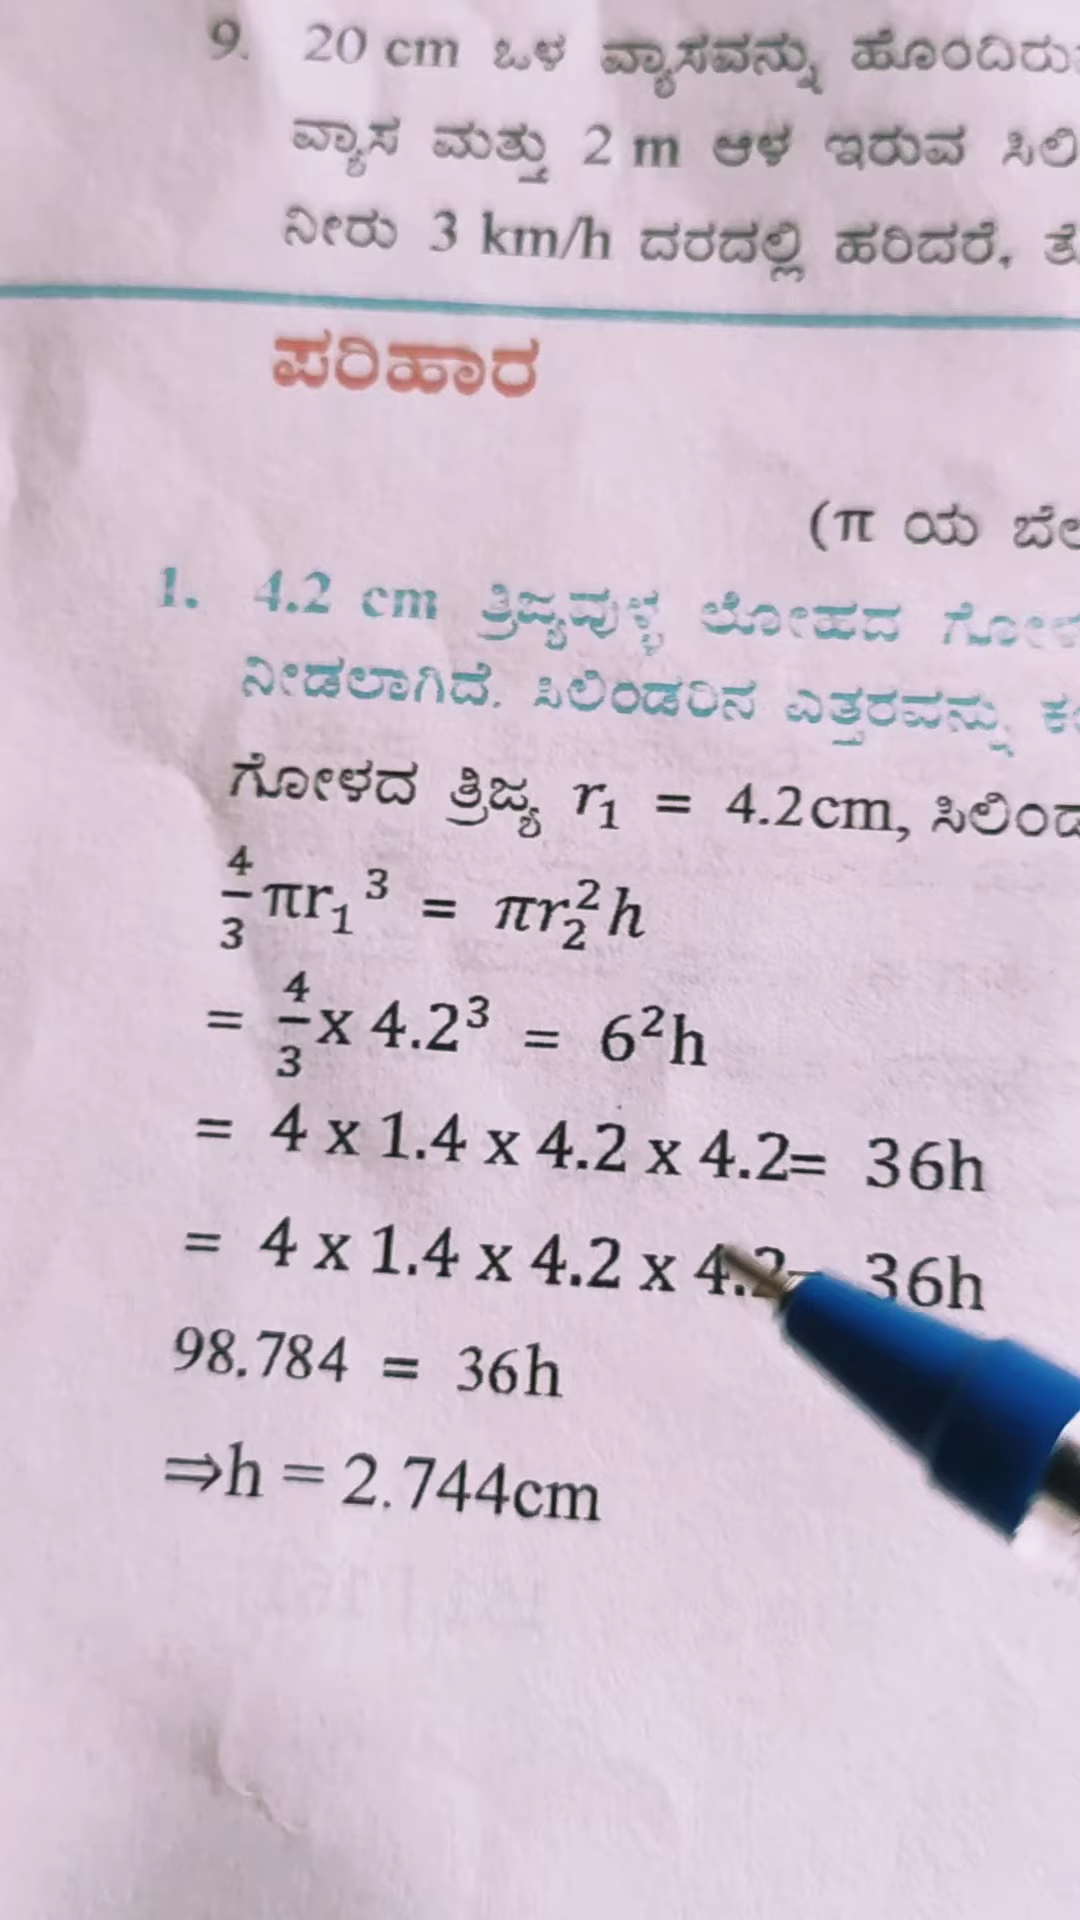 9. 20 cm ಒಳ ವ್ಯಾಸವನ್ನು
ವ್ಯಾಸ ಮತ್ತು 2 m ಆಳ ಇರುವ
ನೀರು 3 km/h ದರದಲ್ಲಿ ಹರಿದರೆ,
ಪರಿಹಾರ
(π ಯ
1. 4.2 cm ತ್ರಿಜ್ಯವುಳ್ಳ ಲೋಹದ
ನೀಡಲಾಗಿದೆ. ಸಿಲಿಂಡರಿನ ಎತ್ತರವನ್ನು
ಗೋಳದ ತ್ರಿಜ್ಯ r₁ = 4.2cm,
4/3 πr₁³ = πr₂²h
= 4/3 x 4.2³ = 6²h
= 4 x 1.4 x 4.2 x 4.2= 36h
= 4 x 1.4 x 4.2 x 4.2= 36h
98.784 = 36h
⇒h = 2.744cm